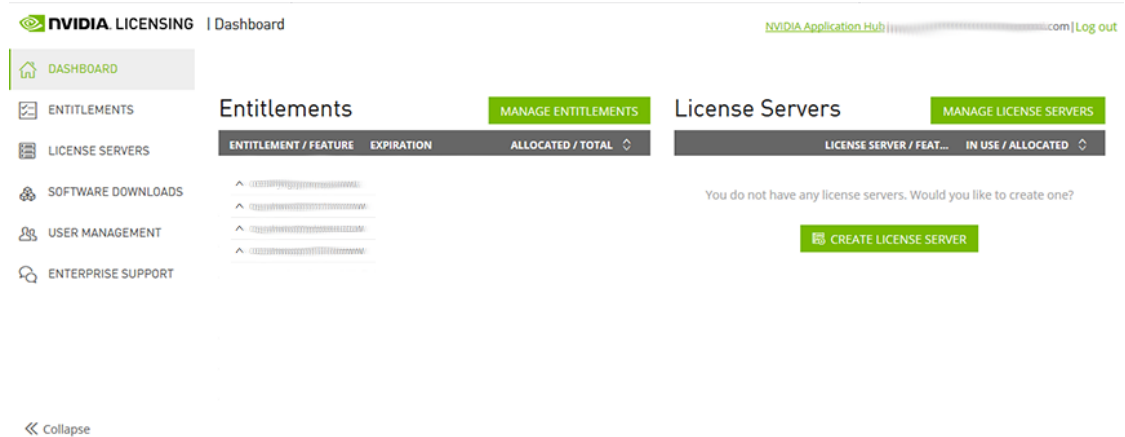 NVIDIA. LICENSING | Dashboard
NVIDIA Application Hub | .com | Log out
DASHBOARD
ENTITLEMENTS
LICENSE SERVERS
SOFTWARE DOWNLOADS
USER MANAGEMENT
ENTERPRISE SUPPORT
Collapse
Entitlements
MANAGE ENTITLEMENTS
ENTITLEMENT / FEATURE EXPIRATION ALLOCATED / TOTAL
License Servers
MANAGE LICENSE SERVERS
LICENSE SERVER / FEAT... IN USE / ALLOCATED
You do not have any license servers. Would you like to create one?
CREATE LICENSE SERVER